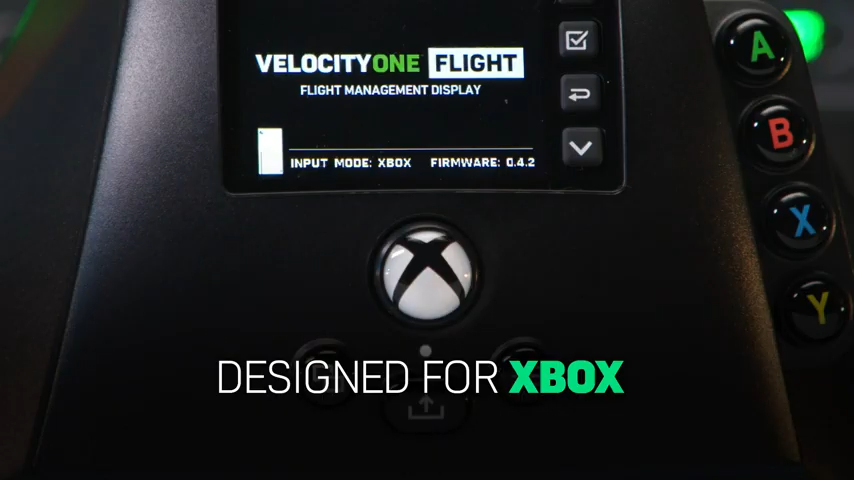 VELOCITYONE FLIGHT
FLIGHT MANAGEMENT DISPLAY
INPUT MODE: XBOX FIRMWARE: 0.4.2
A
B
X
Y
DESIGNED FOR XBOX